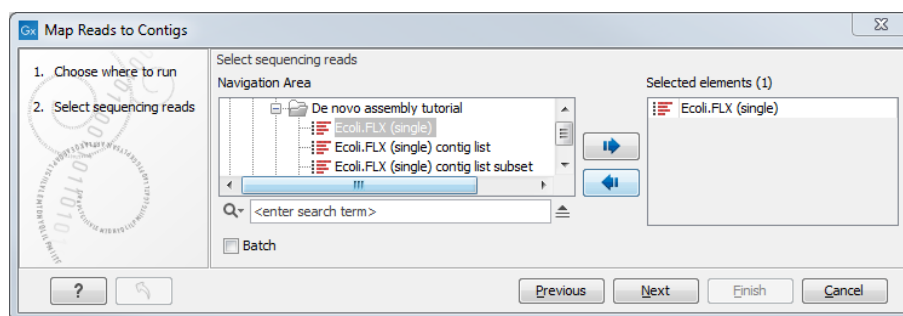 Gx Map Reads to Contigs
1. Choose where to run
2. Select sequencing reads
Select sequencing reads
Navigation Area
De novo assembly tutorial
Ecoli.FLX (single)
Ecoli.FLX (single) contig list
Ecoli.FLX (single) contig list subset
<enter search term>
Batch
Selected elements (1)
Ecoli.FLX (single)
?
Previous
Next
Finish
Cancel